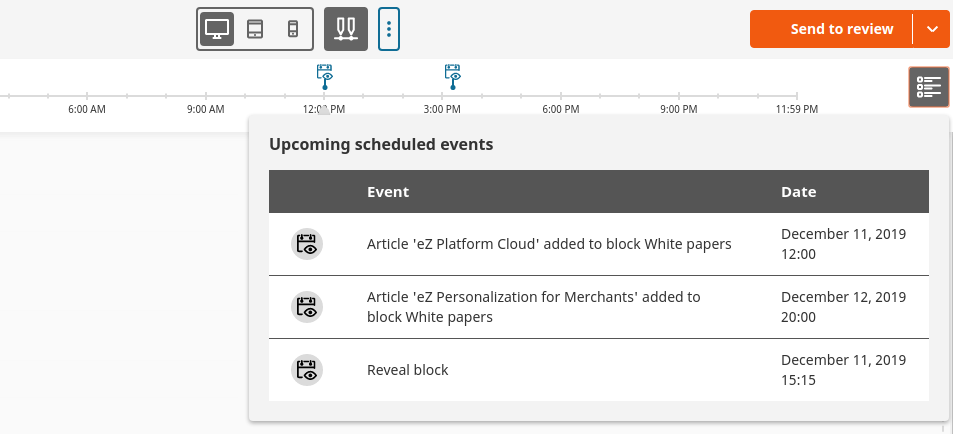 Send to review
6:00 AM 9:00 AM 12:00 PM 3:00 PM 6:00 PM 9:00 PM 11:59 PM
Upcoming scheduled events
Event Date
Article 'eZ Platform Cloud' added to block White papers December 11, 2019
12:00
Article 'eZ Personalization for Merchants' added to December 12, 2019
block White papers 20:00
Reveal block December 11, 2019
15:15